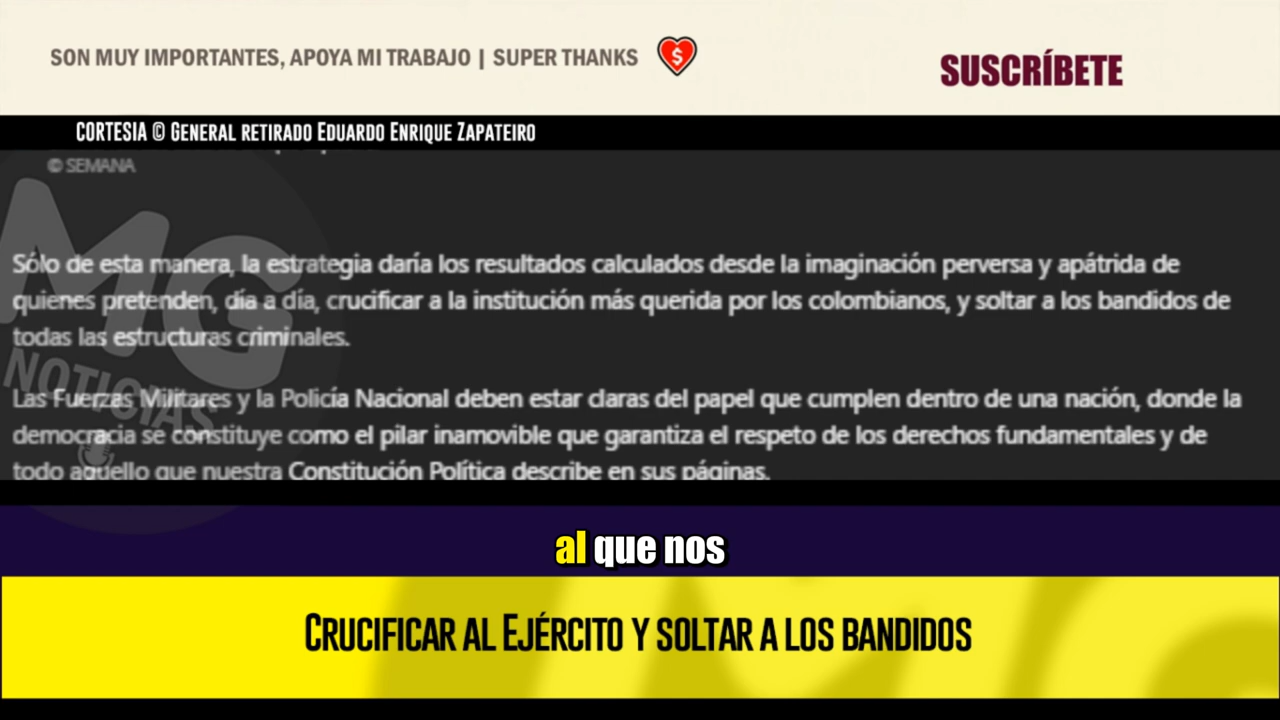 SON MUY IMPORTANTES, APOYA MI TRABAJO | SUPER THANKS $
SUSCRÍBETE
CORTESIA © GENERAL RETIRADO EDUARDO ENRIQUE ZAPATEIRO
© SEMANA
Sólo de esta manera, la estrategia daría los resultados calculados desde la imaginación perversa y apátrida de
quienes pretenden, día a día, crucificar a la institución más querida por los colombianos, y soltar a los bandidos de
todas las estructuras criminales.
Las Fuerzas Militares y la Policía Nacional deben estar claras del papel que cumplen dentro de una nación, donde la
democracia se constituye como el pilar inamovible que garantiza el respeto de los derechos fundamentales y de
todo aquello que nuestra Constitución Política describe en sus páginas.
MG
NOTICIAS
al que nos
CRUCIFICAR AL EJÉRCITO Y SOLTAR A LOS BANDIDOS